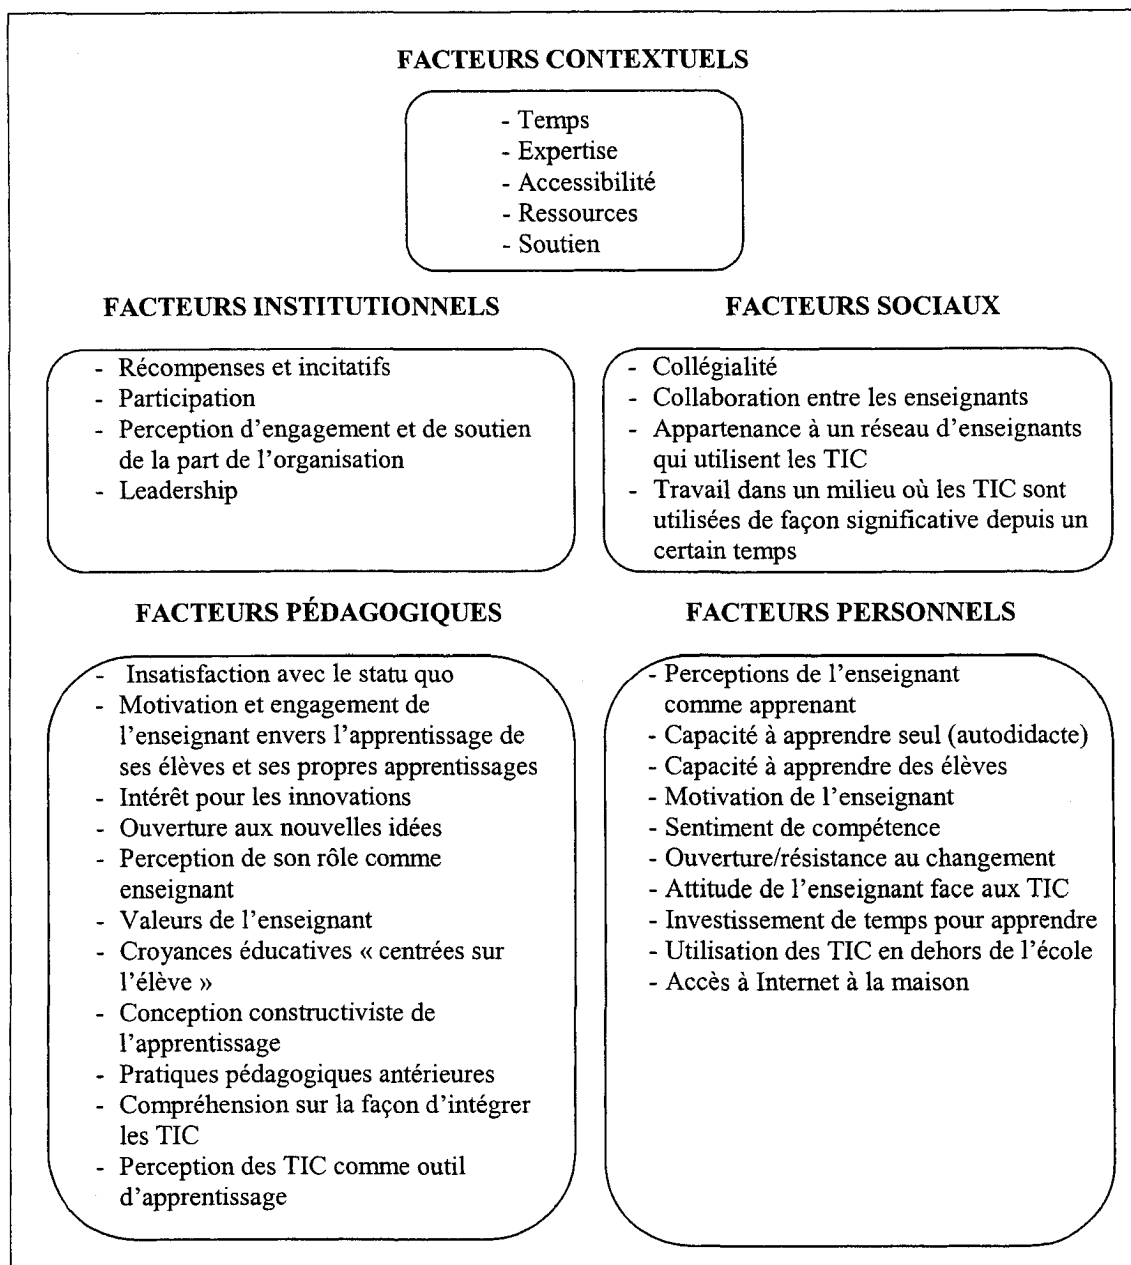 FACTEURS CONTEXTUELS
- Temps
- Expertise
- Accessibilité
- Ressources
- Soutien
FACTEURS INSTITUTIONNELS
- Récompenses et incitatifs
- Participation
- Perception d'engagement et de soutien
de la part de l'organisation
- Leadership
FACTEURS SOCIAUX
- Collégialité
- Collaboration entre les enseignants
- Appartenance à un réseau d'enseignants
qui utilisent les TIC
- Travail dans un milieu où les TIC sont
utilisées de façon significative depuis un
certain temps
FACTEURS PÉDAGOGIQUES
- Insatisfaction avec le statu quo
- Motivation et engagement de
l'enseignant envers l'apprentissage de
ses élèves et ses propres apprentissages
- Intérêt pour les innovations
- Ouverture aux nouvelles idées
- Perception de son rôle comme
enseignant
- Valeurs de l'enseignant
- Croyances éducatives « centrées sur
l'élève »
- Conception constructiviste de
l'apprentissage
- Pratiques pédagogiques antérieures
- Compréhension sur la façon d'intégrer
les TIC
- Perception des TIC comme outil
d'apprentissage
FACTEURS PERSONNELS
- Perceptions de l'enseignant
comme apprenant
- Capacité à apprendre seul (autodidacte)
- Capacité à apprendre des élèves
- Motivation de l'enseignant
- Sentiment de compétence
- Ouverture/résistance au changement
- Attitude de l'enseignant face aux TIC
- Investissement de temps pour apprendre
- Utilisation des TIC en dehors de l'école
- Accès à Internet à la maison